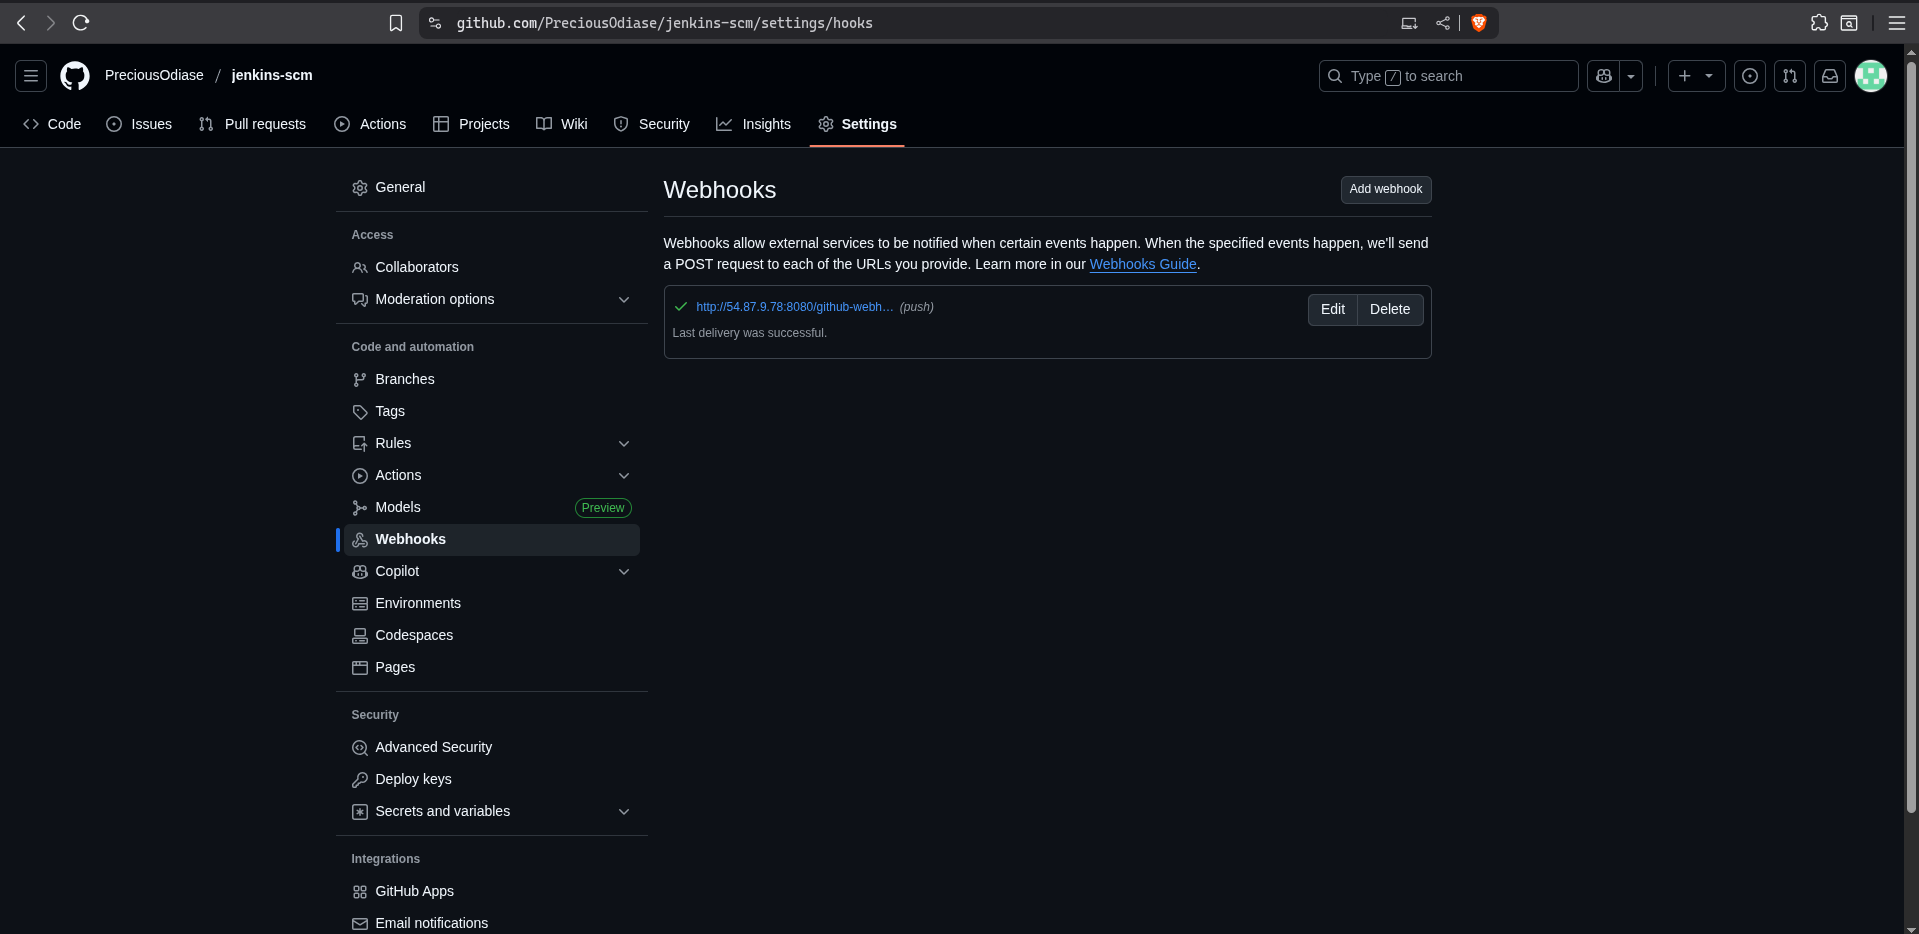 github.com/PreciousOdiase/jenkins-scm/settings/hooks
PreciousOdiase / jenkins-scm
Type / to search
Code Issues Pull requests Actions Projects Wiki Security Insights Settings
General
Access
Collaborators
Moderation options
Code and automation
Branches
Tags
Rules
Actions
Models Preview
Webhooks
Copilot
Environments
Codespaces
Pages
Security
Advanced Security
Deploy keys
Secrets and variables
Integrations
GitHub Apps
Email notifications
Webhooks Add webhook
Webhooks allow external services to be notified when certain events happen. When the specified events happen, we'll send
a POST request to each of the URLs you provide. Learn more in our Webhooks Guide.
http://54.87.9.78:8080/github-webh… (push) Edit Delete
Last delivery was successful.